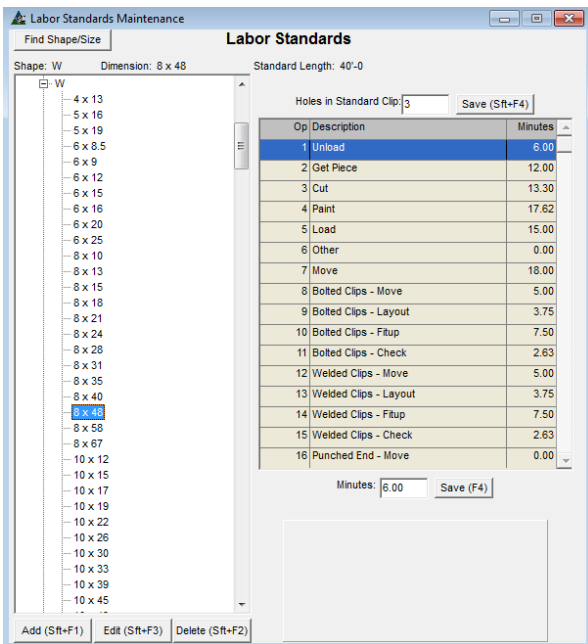 Labor Standards Maintenance
Find Shape/Size
Labor Standards
Shape: W Dimension: 8 x 48 Standard Length: 40'-0
W
4 x 13
5 x 16
5 x 19
6 x 8.5
6 x 9
6 x 12
6 x 15
6 x 16
6 x 20
6 x 25
8 x 10
8 x 13
8 x 15
8 x 18
8 x 21
8 x 24
8 x 28
8 x 31
8 x 35
8 x 40
8 x 48
8 x 58
8 x 67
10 x 12
10 x 15
10 x 17
10 x 19
10 x 22
10 x 26
10 x 30
10 x 33
10 x 39
10 x 45
Add (Sft+F1) Edit (Sft+F3) Delete (Sft+F2)
Holes in Standard Clip: 3 Save (Sft+F4)
Op Description Minutes
1 Unload 6.00
2 Get Piece 12.00
3 Cut 13.30
4 Paint 17.62
5 Load 15.00
6 Other 0.00
7 Move 18.00
8 Bolted Clips - Move 5.00
9 Bolted Clips - Layout 3.75
10 Bolted Clips - Fitup 7.50
11 Bolted Clips - Check 2.63
12 Welded Clips - Move 5.00
13 Welded Clips - Layout 3.75
14 Welded Clips - Fitup 7.50
15 Welded Clips - Check 2.63
16 Punched End - Move 0.00
Minutes: 6.00 Save (F4)